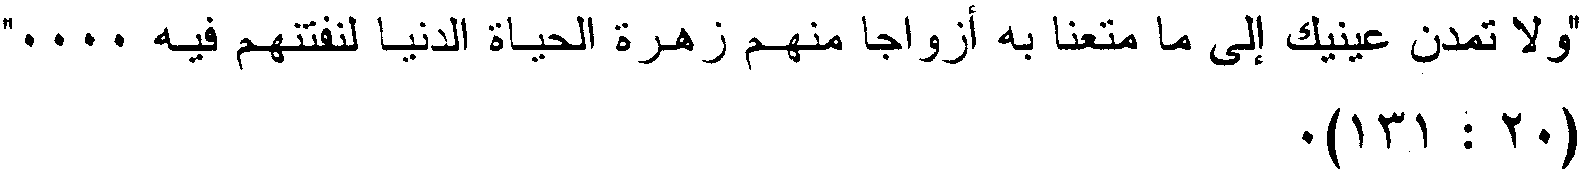 "ولا تمدن عينيك إلى ما متعنا به أزواجا منهم زهرة الحياة الدنيا لنفتنهم فيه ...."
(٢٠ : ١٣١).